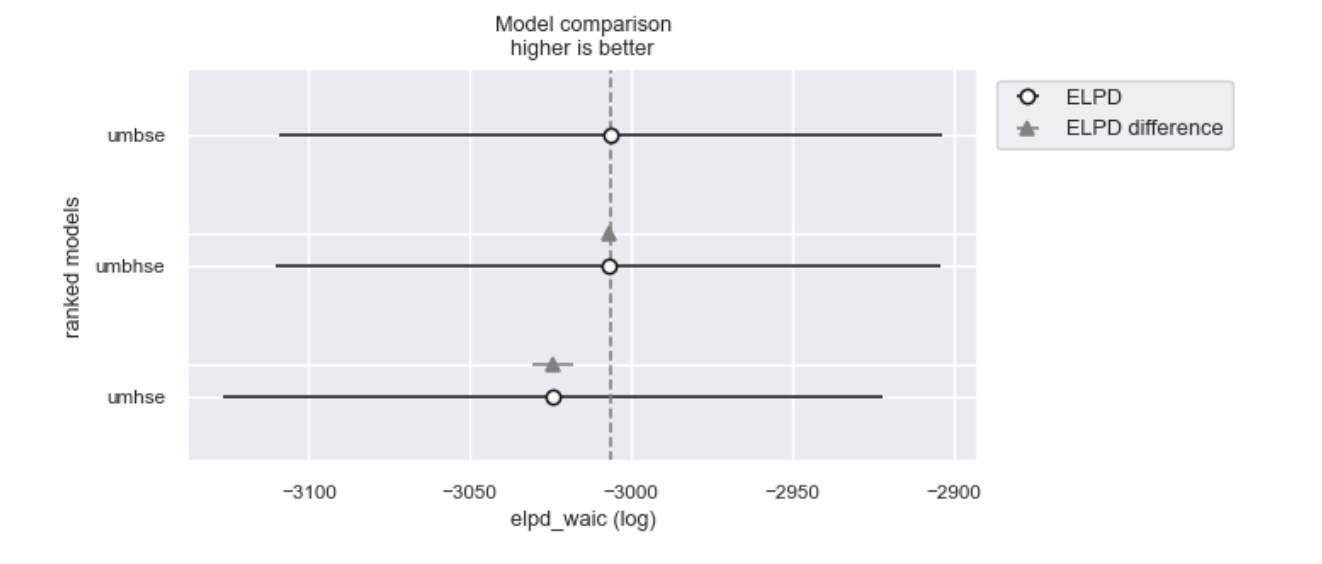 Model comparison
higher is better
ELPD
ELPD difference
umbse
umbhse
umhse
ranked models
−3100
−3050
−3000
−2950
−2900
elpd_waic (log)